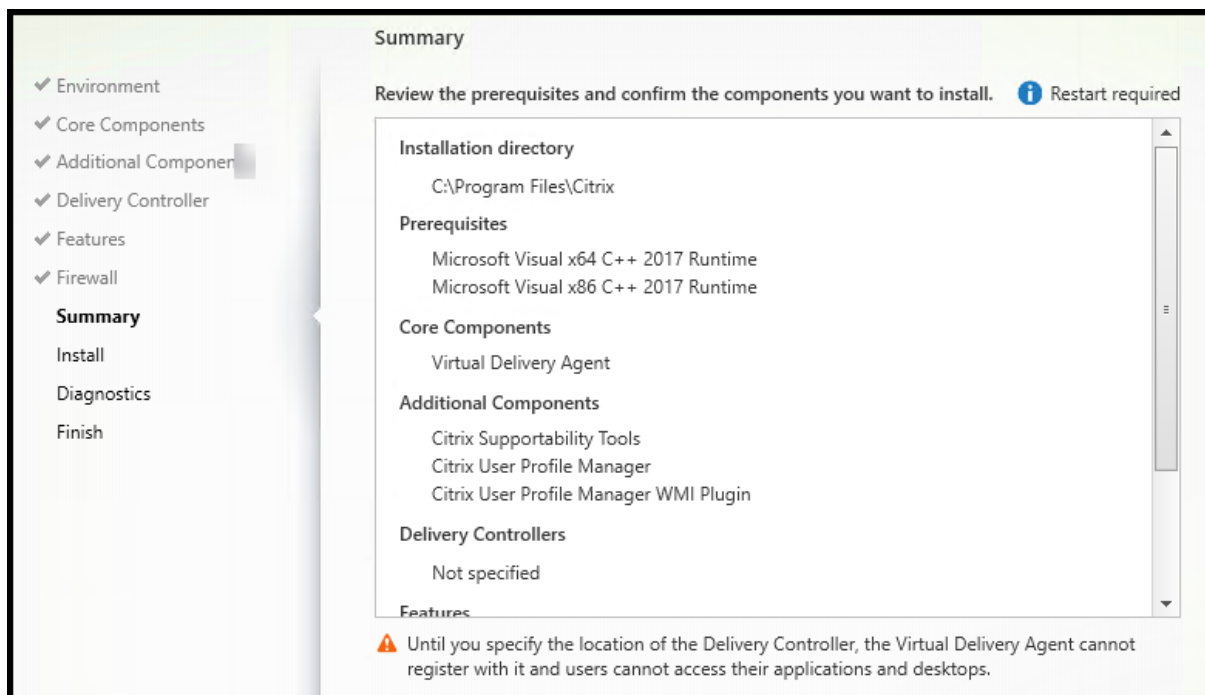 Summary
Environment
Core Components
Additional Componen
Delivery Controller
Features
Firewall
Summary
Install
Diagnostics
Finish
Review the prerequisites and confirm the components you want to install.
Restart required
Installation directory
C:\Program Files\Citrix
Prerequisites
Microsoft Visual x64 C++ 2017 Runtime
Microsoft Visual x86 C++ 2017 Runtime
Core Components
Virtual Delivery Agent
Additional Components
Citrix Supportability Tools
Citrix User Profile Manager
Citrix User Profile Manager WMI Plugin
Delivery Controllers
Not specified
Features
Until you specify the location of the Delivery Controller, the Virtual Delivery Agent cannot
register with it and users cannot access their applications and desktops.